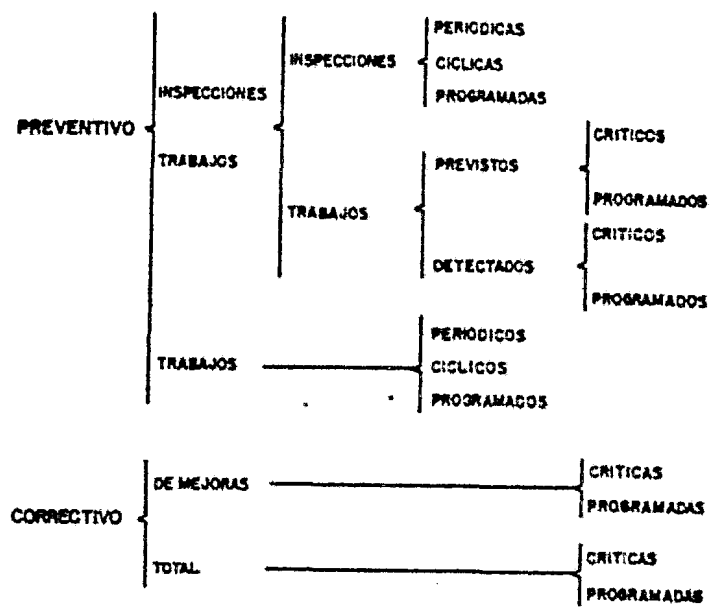 PERIODICAS
INSPECCIONES
CICLICAS
INSPECCIONES
PROGRAMADAS
PREVENTIVO
CRITICOS
TRABAJOS
PREVISTOS
PROGRAMADOS
TRABAJOS
CRITICOS
DETECTADOS
PROGRAMADOS
PERIODICOS
TRABAJOS
CICLICOS
PROGRAMADOS
DE MEJORAS
CRITICAS
PROGRAMADAS
CORRECTIVO
TOTAL
CRITICAS
PROGRAMADAS